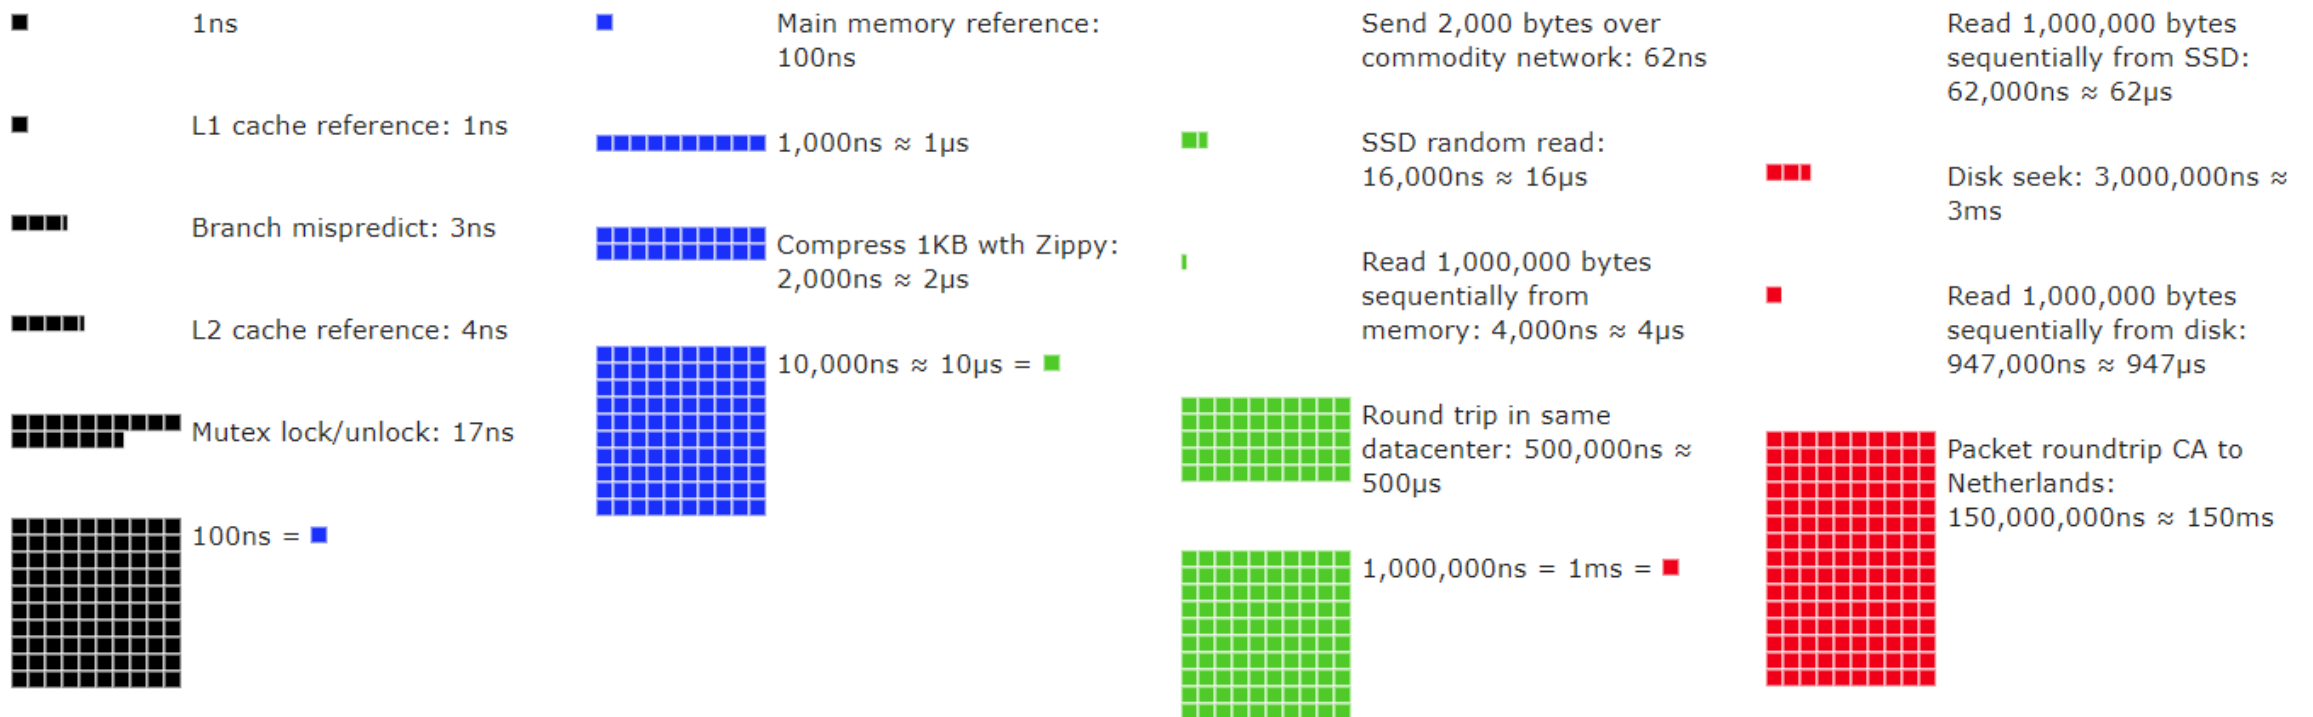 1ns
L1 cache reference: 1ns
Branch mispredict: 3ns
L2 cache reference: 4ns
Mutex lock/unlock: 17ns
100ns =
Main memory reference:
100ns
1,000ns ≈ 1μs
Compress 1KB wth Zippy:
2,000ns ≈ 2μs
10,000ns ≈ 10μs =
Send 2,000 bytes over
commodity network: 62ns
SSD random read:
16,000ns ≈ 16μs
Read 1,000,000 bytes
sequentially from
memory: 4,000ns ≈ 4μs
Round trip in same
datacenter: 500,000ns ≈
500μs
1,000,000ns = 1ms =
Read 1,000,000 bytes
sequentially from SSD:
62,000ns ≈ 62μs
Disk seek: 3,000,000ns ≈
3ms
Read 1,000,000 bytes
sequentially from disk:
947,000ns ≈ 947μs
Packet roundtrip CA to
Netherlands:
150,000,000ns ≈ 150ms